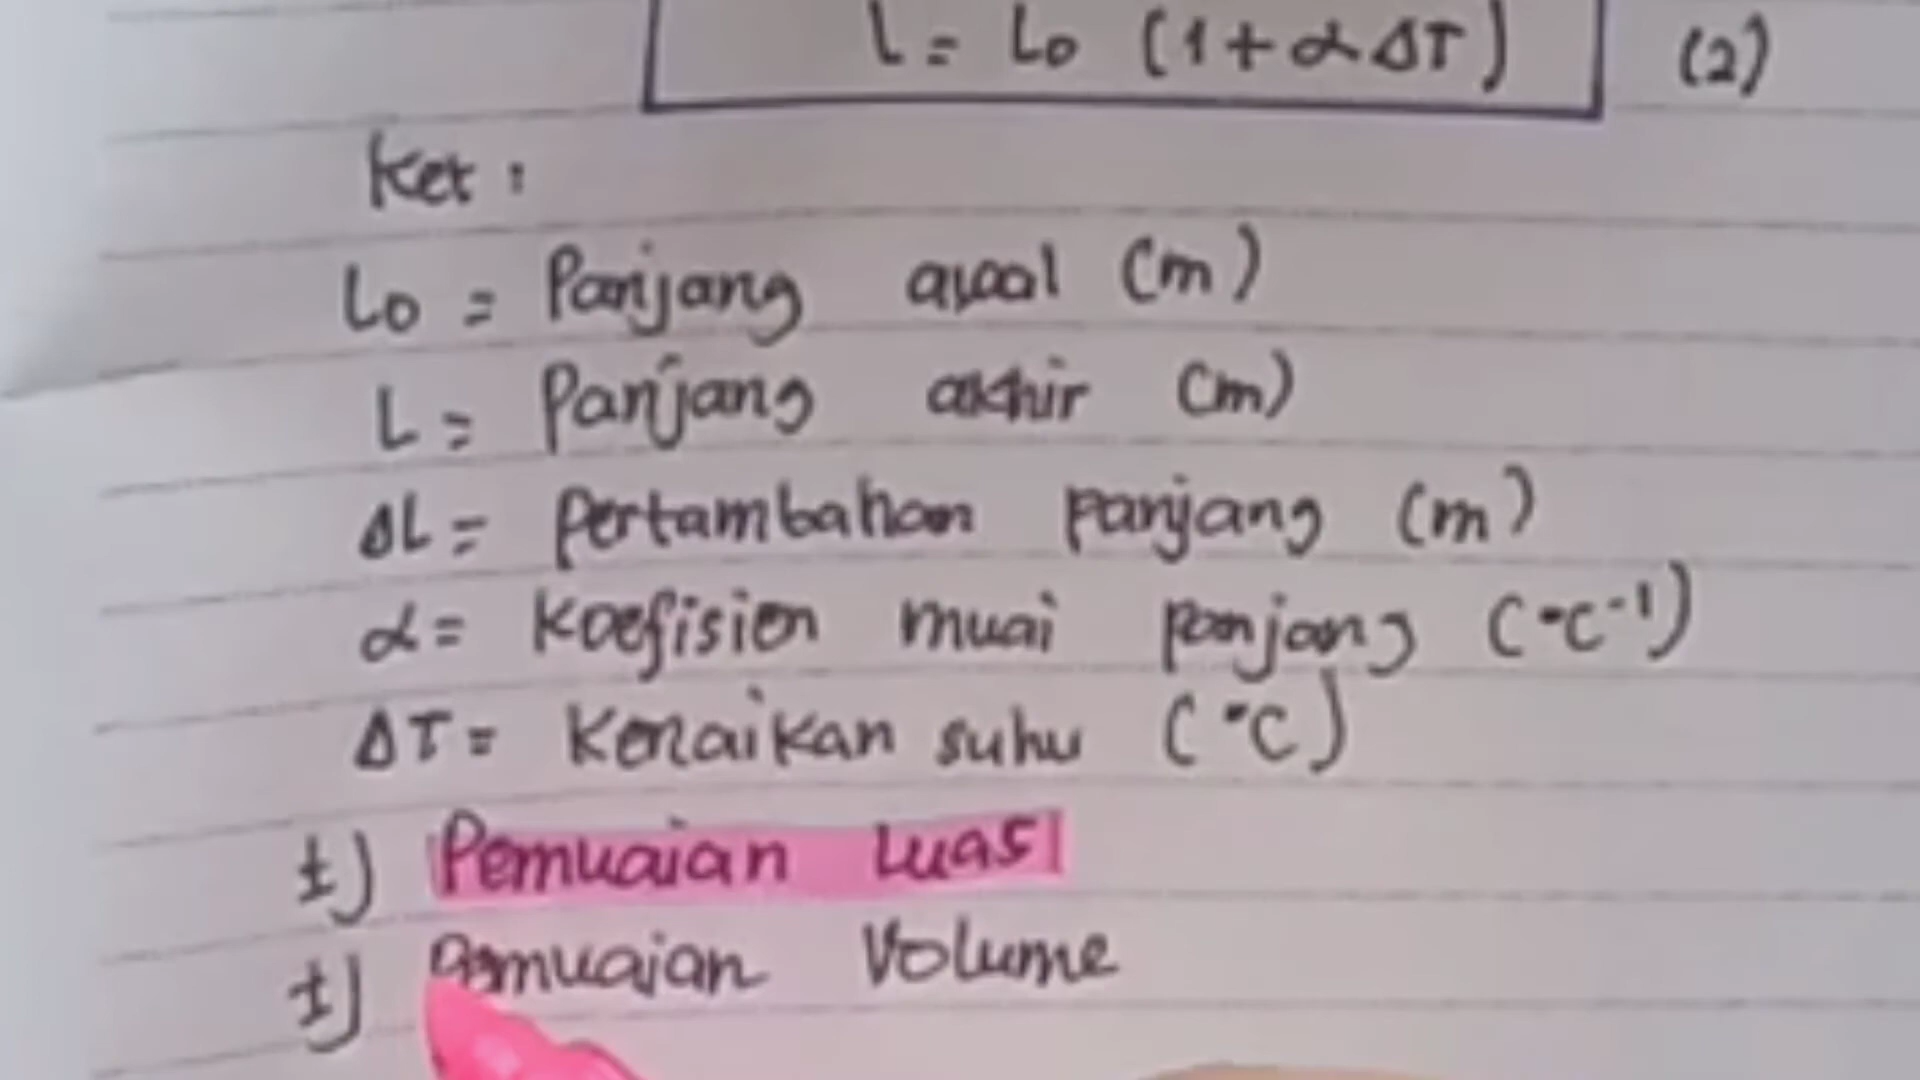 L = Lo (1+αΔT) (2)
Ket :
Lo = Panjang awal (m)
L = Panjang akhir (m)
ΔL = Pertambahan panjang (m)
α = Koefisien muai panjang (°C⁻¹)
ΔT = Kenaikan suhu (°C)
±) Pemuaian Luas
±) Pemuaian Volume